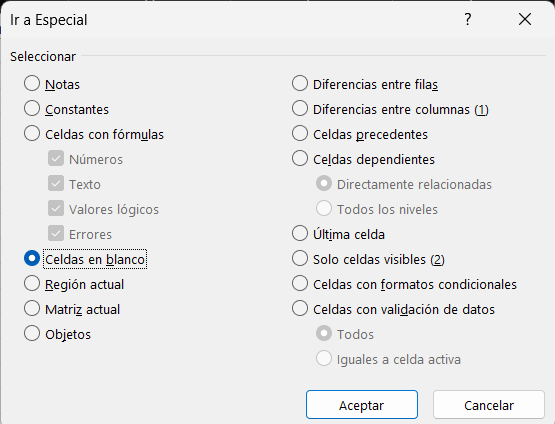 Ir a Especial
Seleccionar
Notas
Constantes
Celdas con fórmulas
Números
Texto
Valores lógicos
Errores
Celdas en blanco
Región actual
Matriz actual
Objetos
Diferencias entre filas
Diferencias entre columnas (1)
Celdas precedentes
Celdas dependientes
Directamente relacionadas
Todos los niveles
Última celda
Solo celdas visibles (2)
Celdas con formatos condicionales
Celdas con validación de datos
Todos
Iguales a celda activa
Aceptar
Cancelar